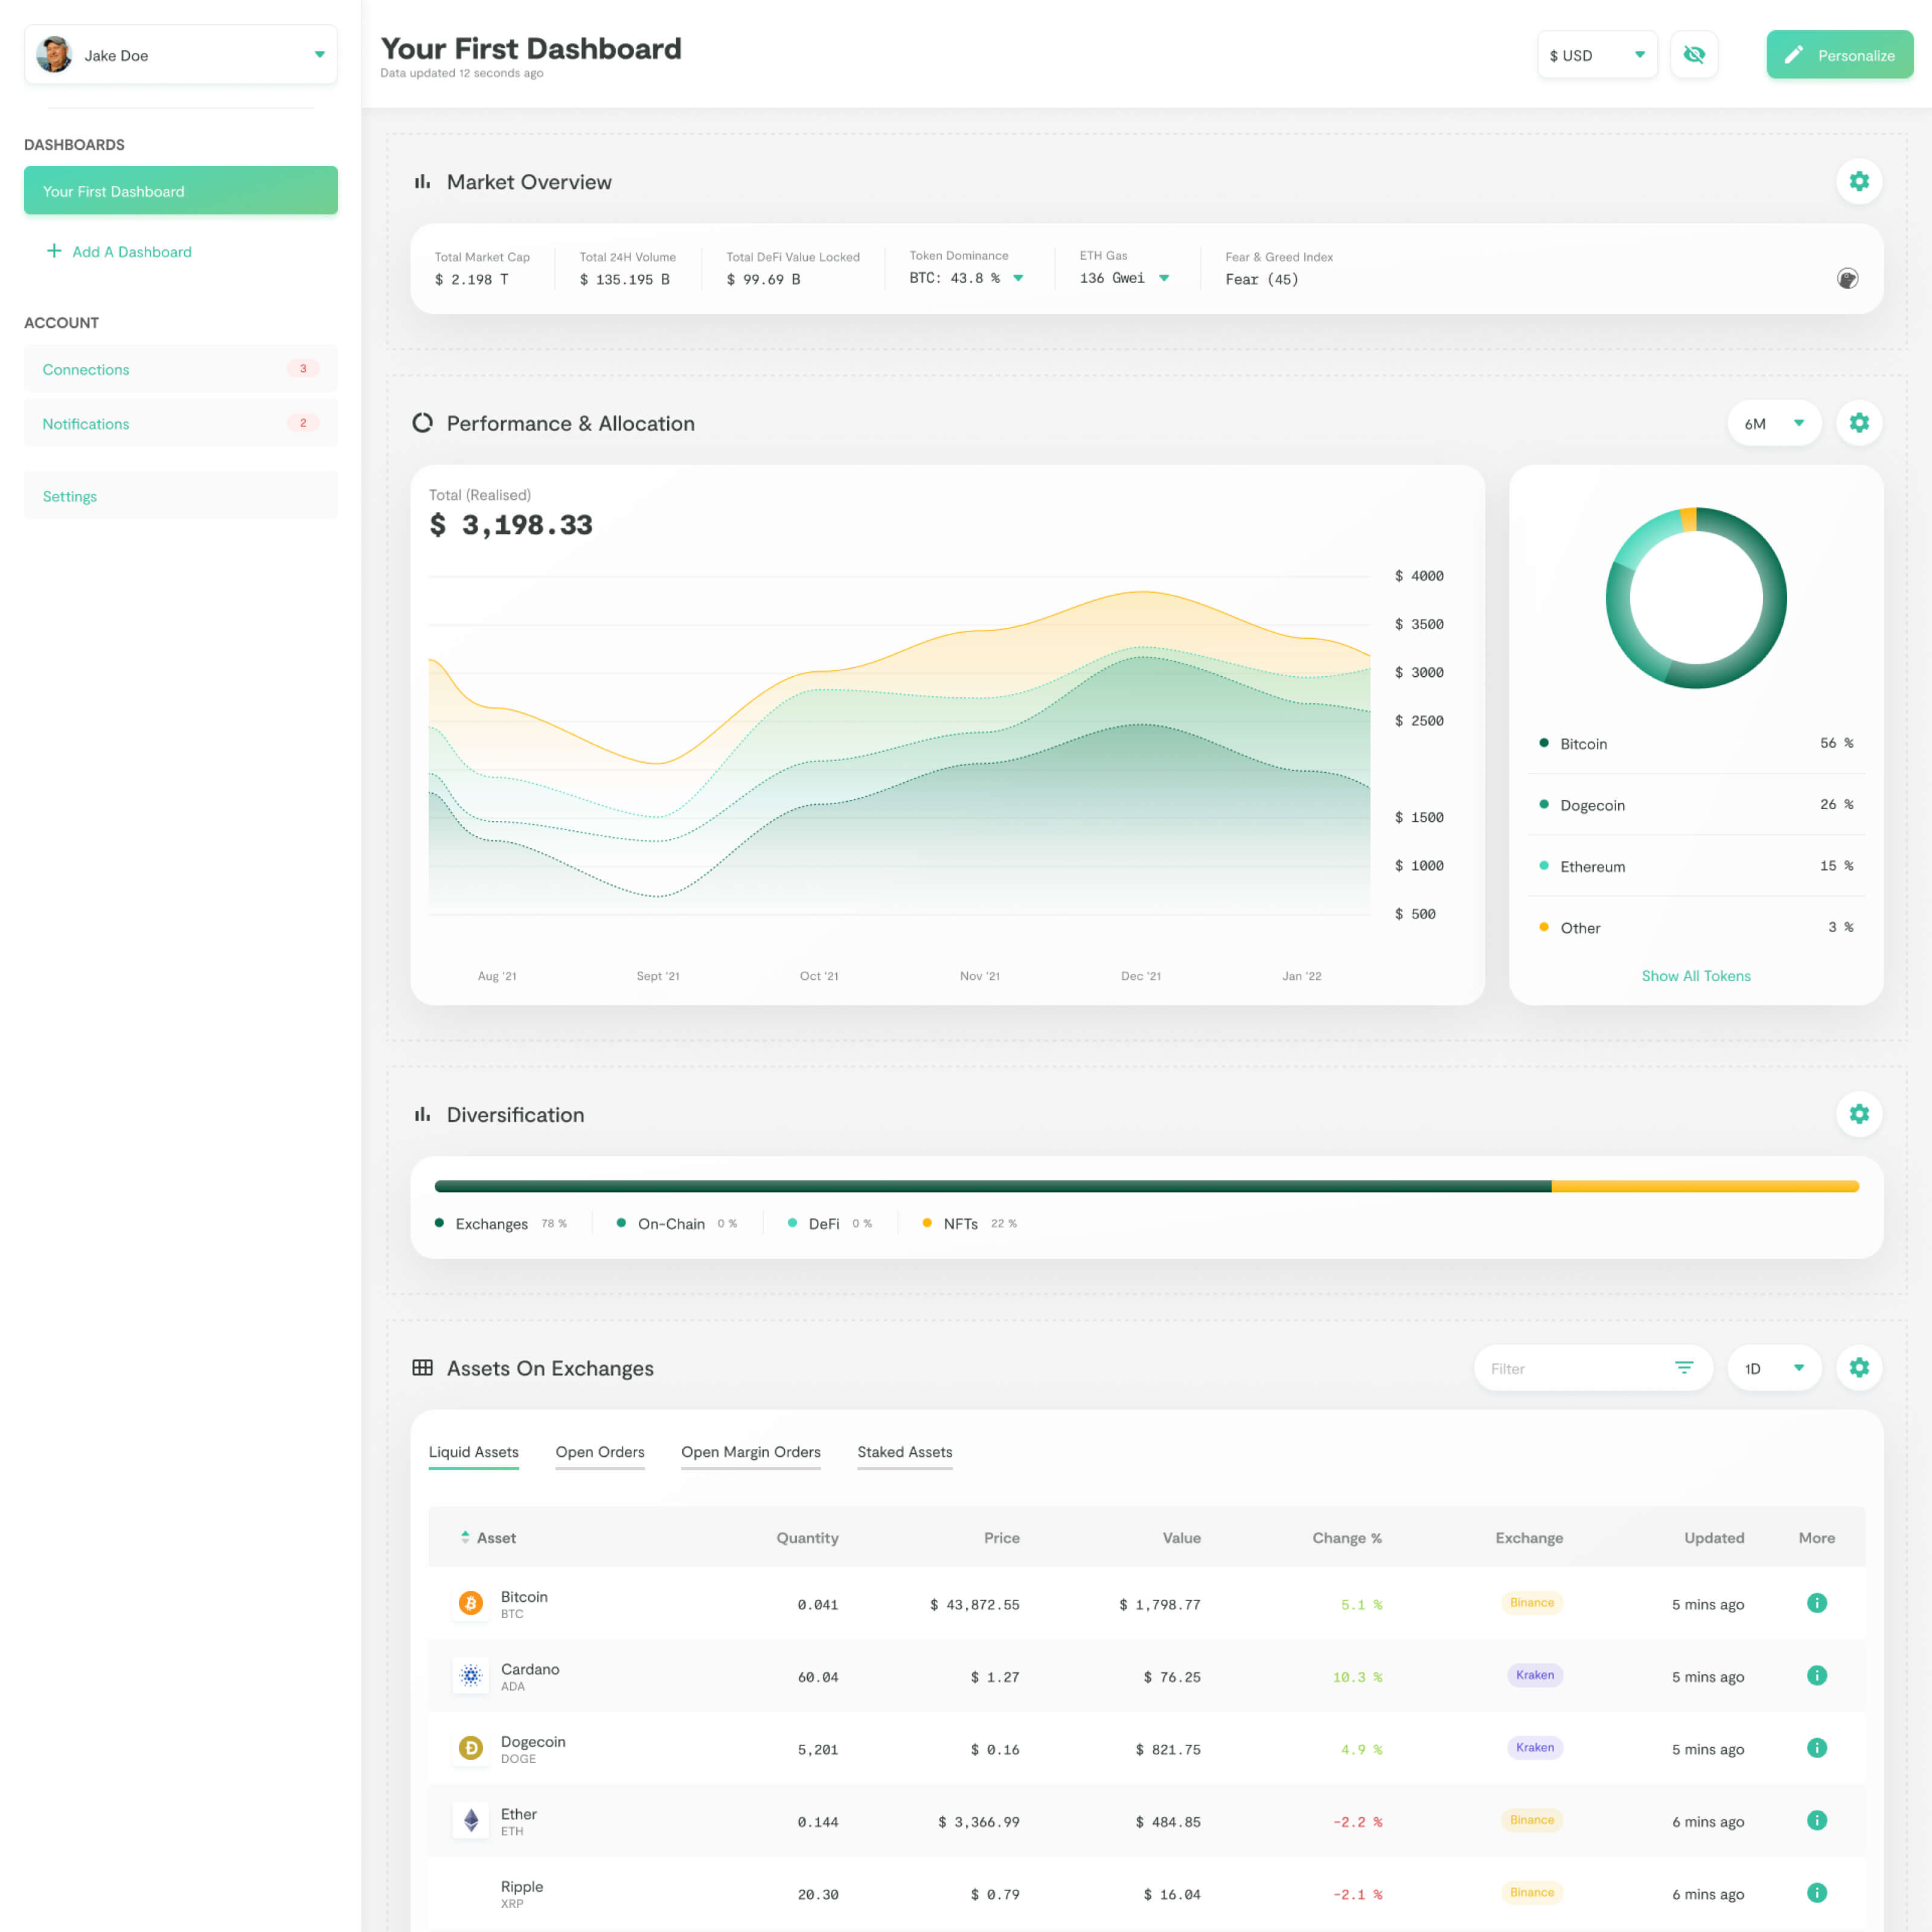 Jake Doe
Your First Dashboard
Data updated 12 seconds ago
$ USD
Personalize
DASHBOARDS
Your First Dashboard
Add A Dashboard
ACCOUNT
Connections 3
Notifications 2
Settings
Market Overview
Total Market Cap
$ 2.198 T
Total 24H Volume
$ 135.195 B
Total DeFi Value Locked
$ 99.69 B
Token Dominance
BTC: 43.8 %
ETH Gas
136 Gwei
Fear & Greed Index
Fear (45)
Performance & Allocation
6M
Total (Realised)
$ 3,198.33
$ 4000
$ 3500
$ 3000
$ 2500
$ 1500
$ 1000
$ 500
Aug '21 Sept '21 Oct '21 Nov '21 Dec '21 Jan '22
Bitcoin 56 %
Dogecoin 26 %
Ethereum 15 %
Other 3 %
Show All Tokens
Diversification
Exchanges 78 % On-Chain 0 % DeFi 0 % NFTs 22 %
Assets On Exchanges
Filter
1D
Liquid Assets Open Orders Open Margin Orders Staked Assets
Asset Quantity Price Value Change % Exchange Updated More
Bitcoin
BTC
0.041 $ 43,872.55 $ 1,798.77 5.1 % Binance 5 mins ago
Cardano
ADA
60.04 $ 1.27 $ 76.25 10.3 % Kraken 5 mins ago
Dogecoin
DOGE
5,201 $ 0.16 $ 821.75 4.9 % Kraken 5 mins ago
Ether
ETH
0.144 $ 3,366.99 $ 484.85 -2.2 % Binance 6 mins ago
Ripple
XRP
20.30 $ 0.79 $ 16.04 -2.1 % Binance 6 mins ago